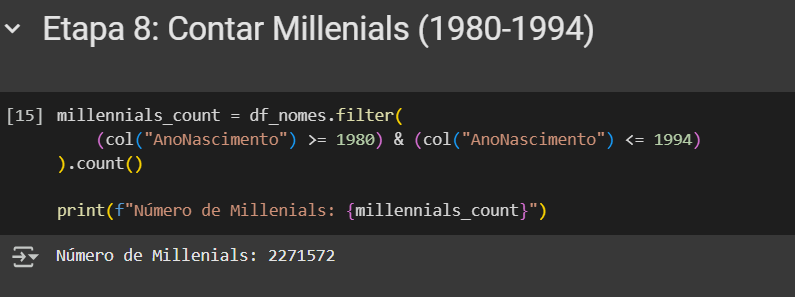 Etapa 8: Contar Millenials (1980-1994)
[15] millennials_count = df_nomes.filter(
(col("AnoNascimento") >= 1980) & (col("AnoNascimento") <= 1994)
).count()
print(f"Número de Millenials: {millennials_count}")
Número de Millenials: 2271572